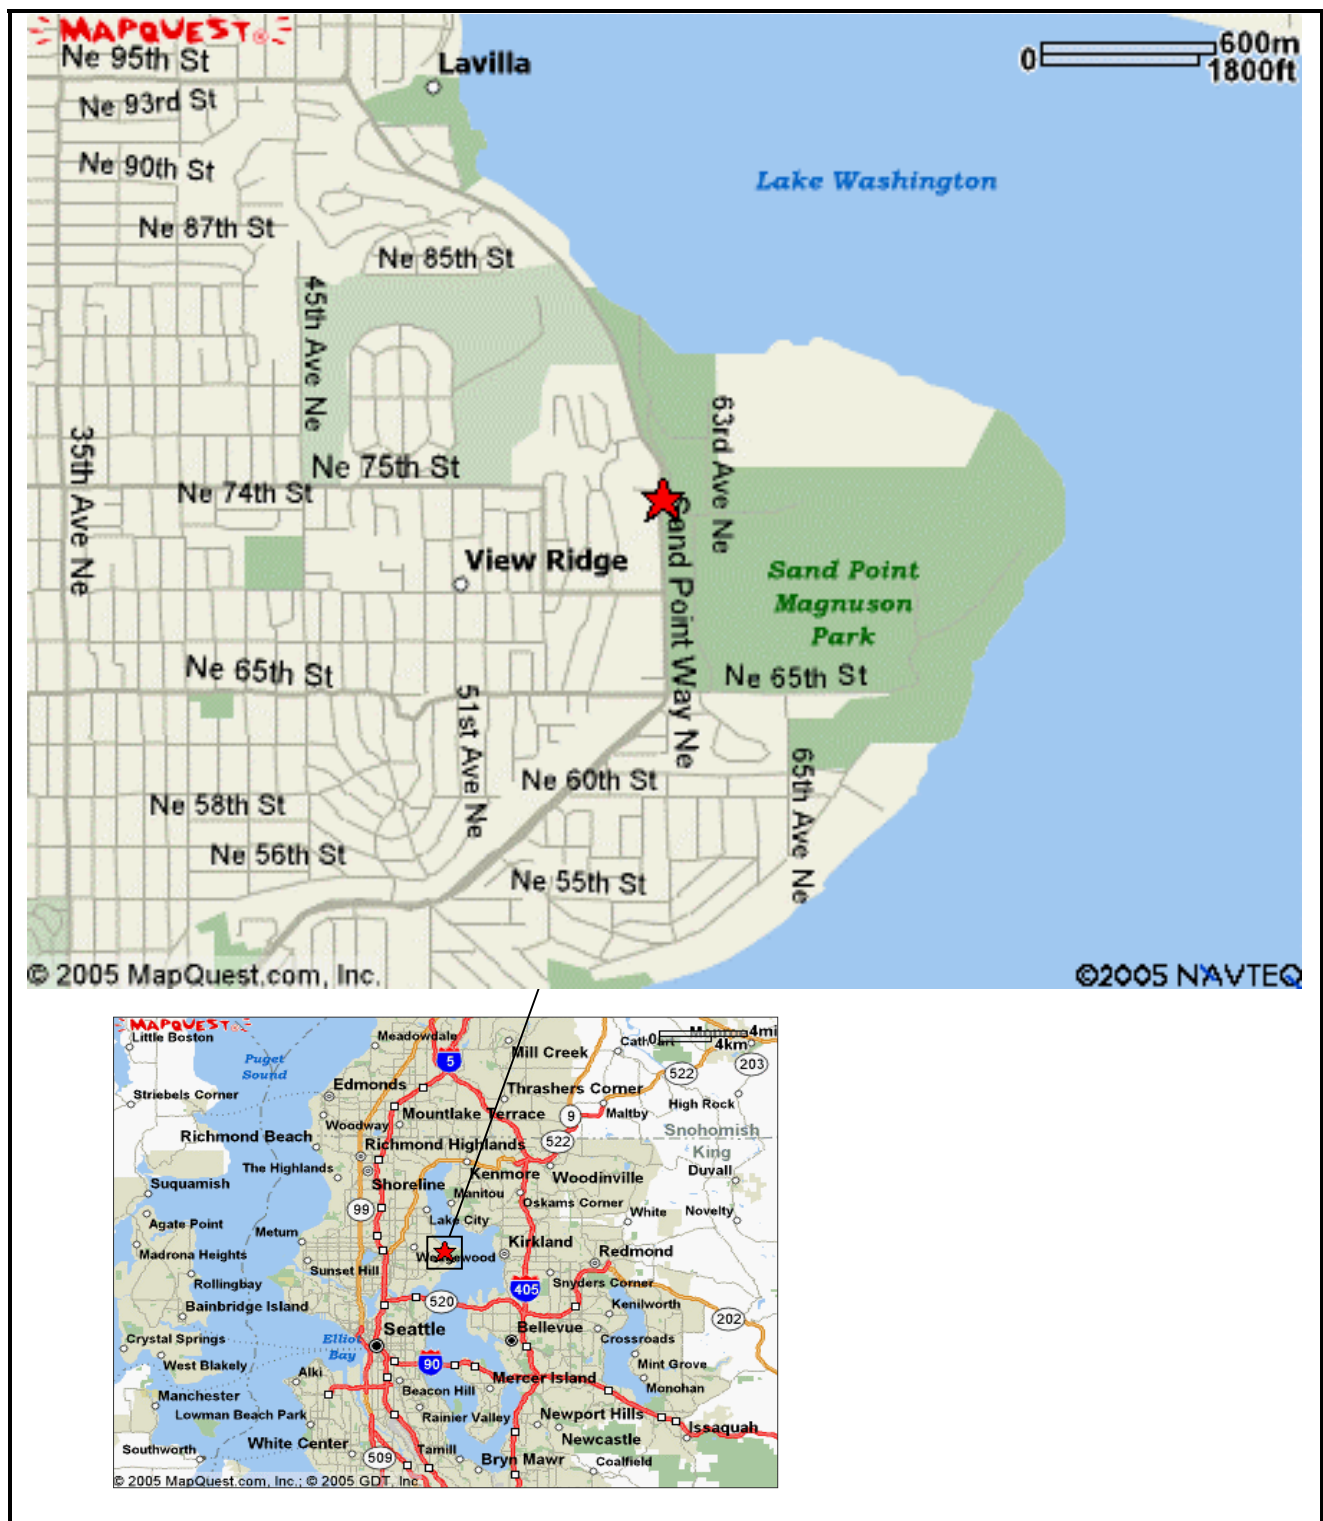 MAPQUEST
Ne 95th St
Lavilla
0
600m
1800ft
Ne 93rd St
Ne 90th St
Lake Washington
Ne 87th St
Ne 85th St
45th Ave Ne
63rd Ave Ne
35th Ave Ne
Ne 75th St
Ne 74th St
Sand Point Way Ne
View Ridge
Sand Point
Magnuson
Park
Ne 65th St
Ne 65th St
51st Ave Ne
Ne 60th St
65th Ave Ne
Ne 58th St
Ne 56th St
Ne 55th St
© 2005 MapQuest.com, Inc.
©2005 NAVTEQ
MAPQUEST
Little Boston
Meadowdale
0
4mi
4km
Puget
Sound
5
Mill Creek
203
522
Edmonds
Thrashers Corner
Striebels Corner
High Rock
Mountlake Terrace
9
Maltby
Woodway
Snohomish
King
Richmond Beach
522
Richmond Highlands
The Highlands
Kenmore
Woodinville
Duvall
Suquamish
Shoreline
Manitou
Oskams Corner
99
Lake City
White
Novelty
Agate Point
Metum
Kirkland
Redmond
Madrona Heights
Sunset Hill
Rollingbay
405
Snyders Corner
Bainbridge Island
520
Kenilworth
202
Seattle
Bellevue
Crystal Springs
Elliot
Bay
Crossroads
West Blakely
90
Mint Grove
Alki
Mercer Island
Monohan
Manchester
Beacon Hill
Lowman Beach Park
Rainier Valley
Newport Hills
Issaquah
White Center
Newcastle
Southworth
509
Tamill
Bryn Mawr
Coalfield
© 2005 MapQuest.com, Inc.; © 2005 GDT, Inc.